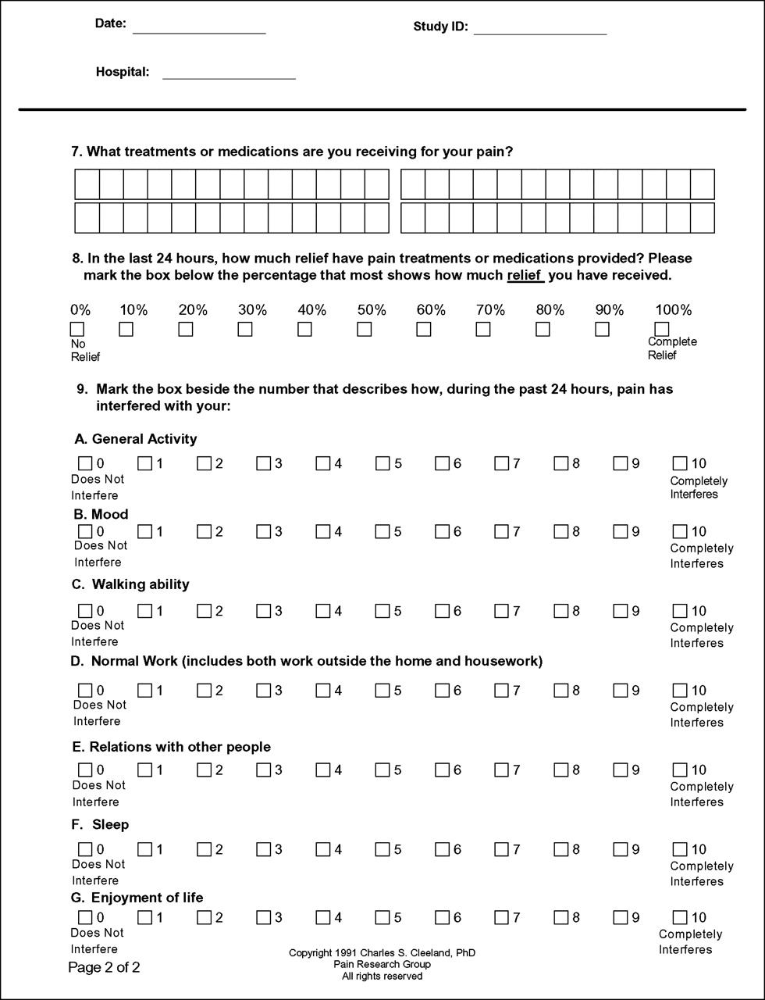 Date:
Study ID:
Hospital:
7. What treatments or medications are you receiving for your pain?
8. In the last 24 hours, how much relief have pain treatments or medications provided? Please
mark the box below the percentage that most shows how much relief you have received.
0% 10% 20% 30% 40% 50% 60% 70% 80% 90% 100%
No Complete
Relief Relief
9. Mark the box beside the number that describes how, during the past 24 hours, pain has
interfered with your:
A. General Activity
0 1 2 3 4 5 6 7 8 9 10
Does Not Completely
Interfere Interferes
B. Mood
0 1 2 3 4 5 6 7 8 9 10
Does Not Completely
Interfere Interferes
C. Walking ability
0 1 2 3 4 5 6 7 8 9 10
Does Not Completely
Interfere Interferes
D. Normal Work (includes both work outside the home and housework)
0 1 2 3 4 5 6 7 8 9 10
Does Not Completely
Interfere Interferes
E. Relations with other people
0 1 2 3 4 5 6 7 8 9 10
Does Not Completely
Interfere Interferes
F. Sleep
0 1 2 3 4 5 6 7 8 9 10
Does Not Completely
Interfere Interferes
G. Enjoyment of life
0 1 2 3 4 5 6 7 8 9 10
Does Not Completely
Interfere Interferes
Copyright 1991 Charles S. Cleeland, PhD
Pain Research Group
All rights reserved
Page 2 of 2